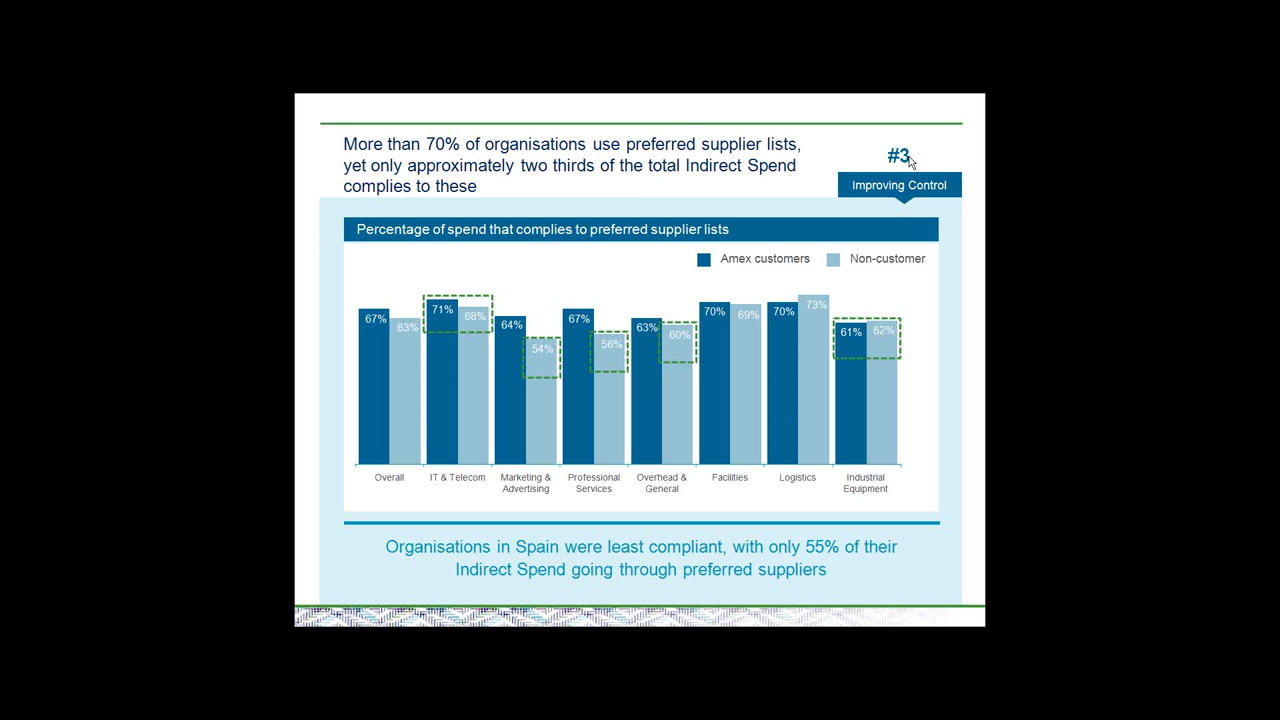 More than 70% of organisations use preferred supplier lists,
yet only approximately two thirds of the total Indirect Spend
complies to these
#3
Improving Control
Percentage of spend that complies to preferred supplier lists
Amex customers Non-customer
67% 63% 71% 68% 64% 54% 67% 56% 63% 60% 70% 69% 70% 73% 61% 62%
Overall IT & Telecom Marketing & Professional Overhead & Facilities Logistics Industrial
Advertising Services General Equipment
Organisations in Spain were least compliant, with only 55% of their
Indirect Spend going through preferred suppliers